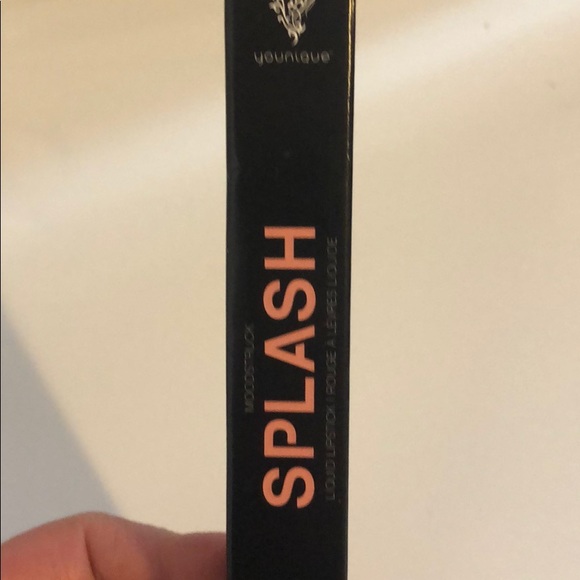 younique
MOODSTRUCK
SPLASH
LIQUID LIPSTICK | ROUGE À LÈVRES LIQUIDE